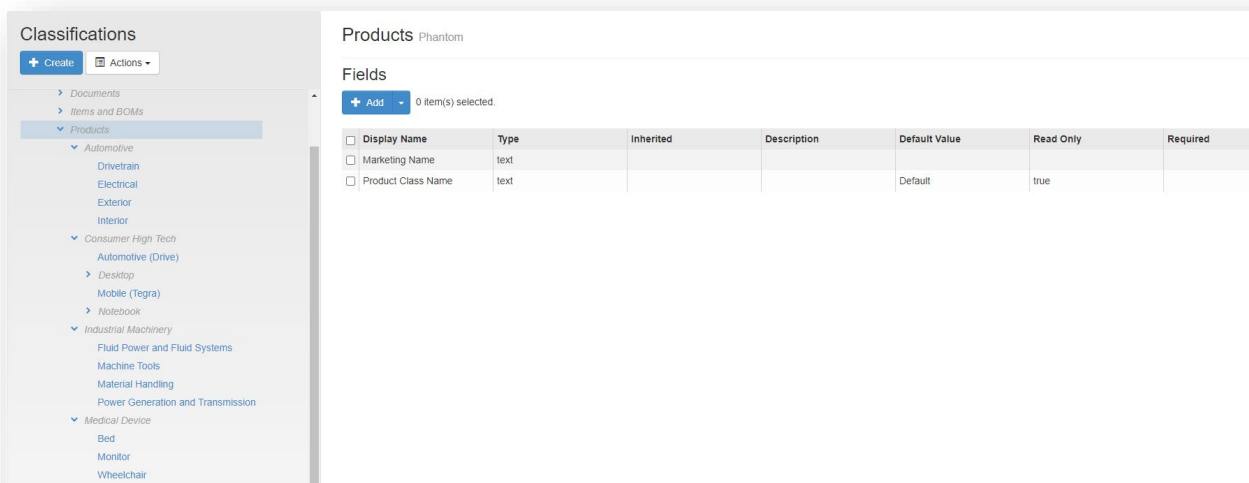 Classifications
Create Actions
Documents
Items and BOMs
Products
Automotive
Drivetrain
Electrical
Exterior
Interior
Consumer High Tech
Automotive (Drive)
Desktop
Mobile (Tegra)
Notebook
Industrial Machinery
Fluid Power and Fluid Systems
Machine Tools
Material Handling
Power Generation and Transmission
Medical Device
Bed
Monitor
Wheelchair
Products Phantom
Fields
Add 0 item(s) selected.
Display Name Type Inherited Description Default Value Read Only Required
Marketing Name text
Product Class Name text Default true